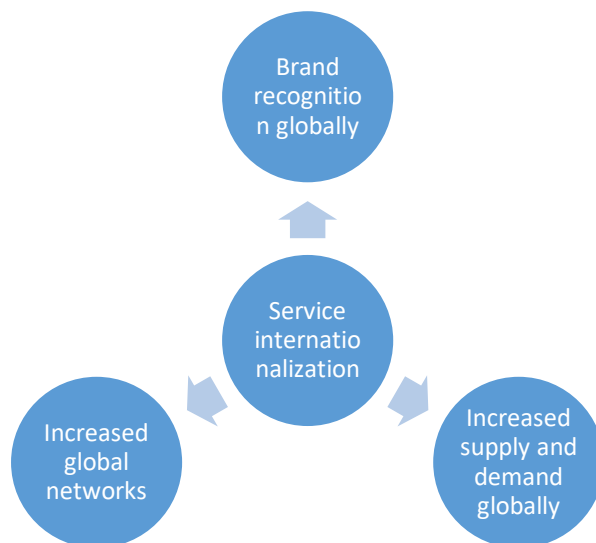 Brand
recognitio
n globally
Service
internatio
nalization
Increased
global
networks
Increased
supply and
demand
globally